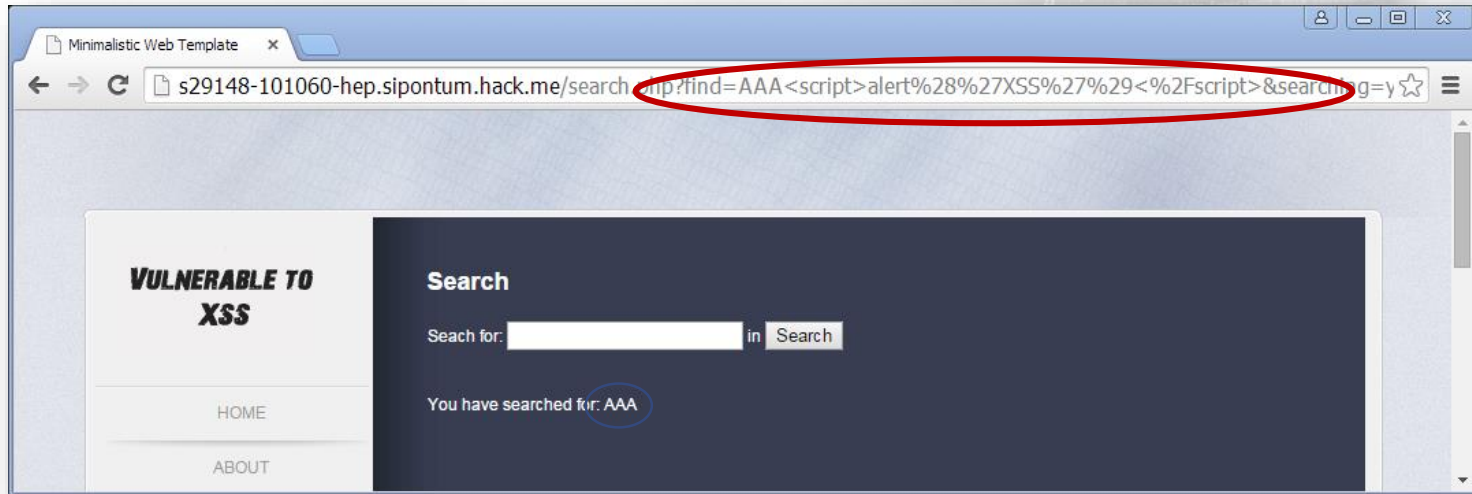 Minimalistic Web Template
s29148-101060-hep.sipontum.hack.me/search.php?find=AAA<script>alert%28%27XSS%27%29<%2Fscript>&searching=y
VULNERABLE TO
XSS
HOME
ABOUT
Search
Seach for: in Search
You have searched for: AAA